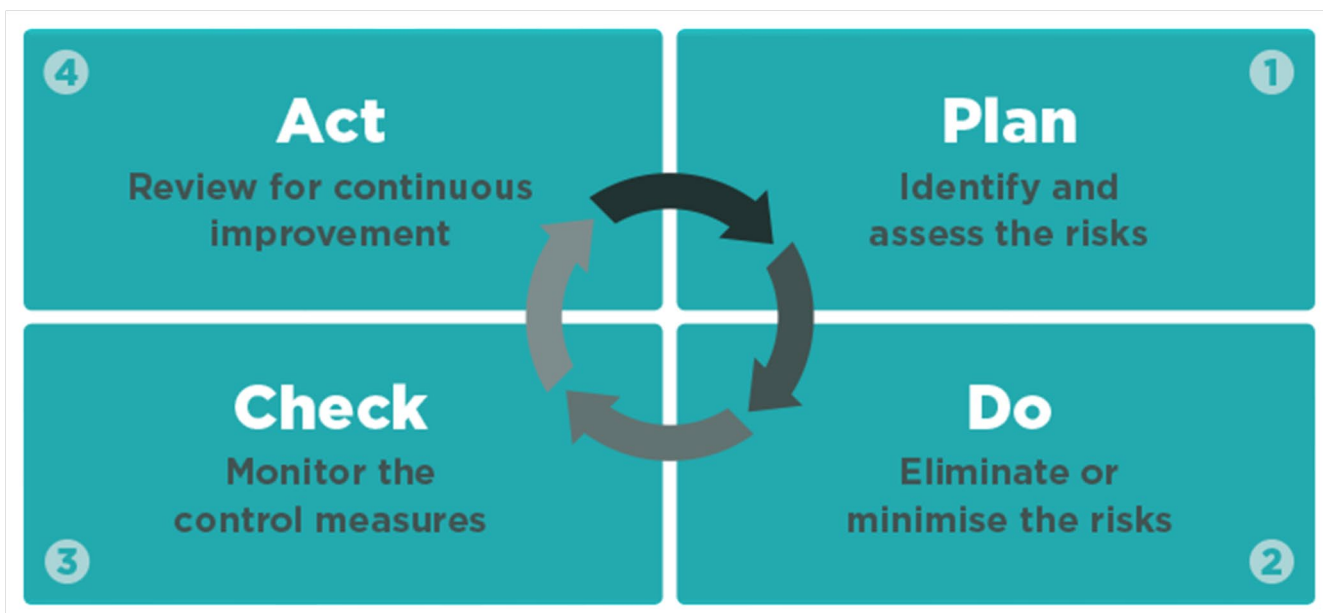 4
Act
Review for continuous
improvement
1
Plan
Identify and
assess the risks
Check
Monitor the
control measures
3
Do
Eliminate or
minimise the risks
2